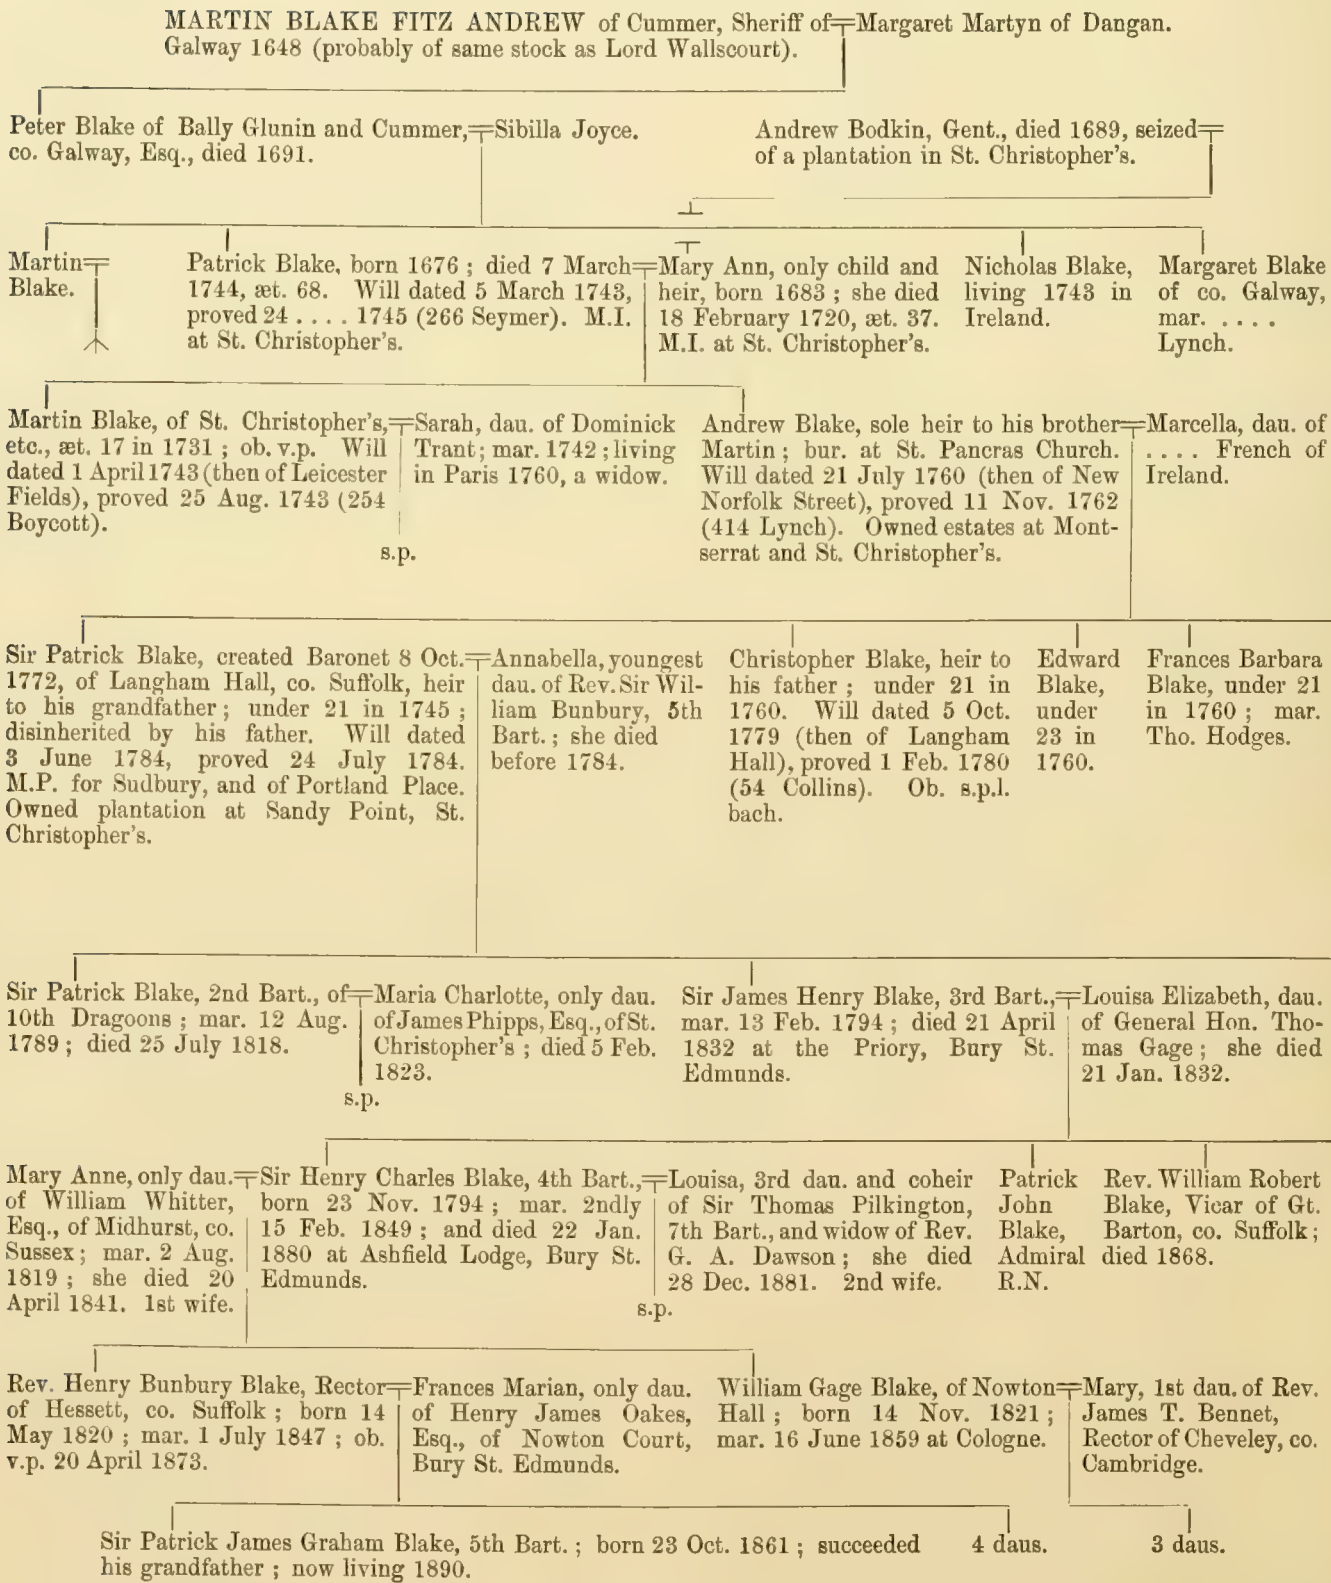 MARTIN BLAKE FITZ ANDREW of Cummer, Sheriff of=Margaret Martyn of Dangan.
Galway 1648 (probably of same stock as Lord Wallscourt).
Peter Blake of Bally Glunin and Cummer,=Sibilla Joyce.
co. Galway, Esq., died 1691.
Andrew Bodkin, Gent., died 1689, seized=
of a plantation in St. Christopher's.
Martin=
Blake.
Patrick Blake, born 1676 ; died 7 March=
1744, æt. 68. Will dated 5 March 1743,
proved 24 . . . . 1745 (266 Seymer). M.I.
at St. Christopher's.
Mary Ann, only child and
heir, born 1683 ; she died
18 February 1720, æt. 37.
M.I. at St. Christopher's.
Nicholas Blake,
living 1743 in
Ireland.
Margaret Blake
of co. Galway,
mar. . . . .
Lynch.
Martin Blake, of St. Christopher's,=
etc., æt. 17 in 1731 ; ob. v.p. Will
dated 1 April 1743 (then of Leicester
Fields), proved 25 Aug. 1743 (254
Boycott).
Sarah, dau. of Dominick
Trant ; mar. 1742 ; living
in Paris 1760, a widow.
s.p.
Andrew Blake, sole heir to his brother=
Martin ; bur. at St. Pancras Church.
Will dated 21 July 1760 (then of New
Norfolk Street), proved 11 Nov. 1762
(414 Lynch). Owned estates at Mont-
serrat and St. Christopher's.
Marcella, dau. of
. . . . French of
Ireland.
Sir Patrick Blake, created Baronet 8 Oct.=
1772, of Langham Hall, co. Suffolk, heir
to his grandfather ; under 21 in 1745 ;
disinherited by his father. Will dated
3 June 1784, proved 24 July 1784.
M.P. for Sudbury, and of Portland Place.
Owned plantation at Sandy Point, St.
Christopher's.
Annabella, youngest
dau. of Rev. Sir Wil-
liam Bunbury, 5th
Bart. ; she died
before 1784.
Christopher Blake, heir to
his father ; under 21 in
1760. Will dated 5 Oct.
1779 (then of Langham
Hall), proved 1 Feb. 1780
(54 Collins). Ob. s.p.l.
bach.
Edward
Blake,
under
23 in
1760.
Frances Barbara
Blake, under 21
in 1760 ; mar.
Tho. Hodges.
Sir Patrick Blake, 2nd Bart., of=
10th Dragoons ; mar. 12 Aug.
1789 ; died 25 July 1818.
Maria Charlotte, only dau.
of James Phipps, Esq., of St.
Christopher's ; died 5 Feb.
1823.
s.p.
Sir James Henry Blake, 3rd Bart.,=
mar. 13 Feb. 1794 ; died 21 April
1832 at the Priory, Bury St.
Edmunds.
Louisa Elizabeth, dau.
of General Hon. Tho-
mas Gage ; she died
21 Jan. 1832.
Mary Anne, only dau.=
of William Whitter,
Esq., of Midhurst, co.
Sussex ; mar. 2 Aug.
1819 ; she died 20
April 1841. 1st wife.
Sir Henry Charles Blake, 4th Bart.,=
born 23 Nov. 1794 ; mar. 2ndly
15 Feb. 1849 ; and died 22 Jan.
1880 at Ashfield Lodge, Bury St.
Edmunds.
Louisa, 3rd dau. and coheir
of Sir Thomas Pilkington,
7th Bart., and widow of Rev.
G. A. Dawson ; she died
28 Dec. 1881. 2nd wife.
s.p.
Patrick
John
Blake,
Admiral
R.N.
Rev. William Robert
Blake, Vicar of Gt.
Barton, co. Suffolk ;
died 1868.
Rev. Henry Bunbury Blake, Rector=
of Hessett, co. Suffolk ; born 14
May 1820 ; mar. 1 July 1847 ; ob.
v.p. 20 April 1873.
Frances Marian, only dau.
of Henry James Oakes,
Esq., of Nowton Court,
Bury St. Edmunds.
William Gage Blake, of Nowton=
Hall ; born 14 Nov. 1821 ;
mar. 16 June 1859 at Cologne.
Mary, 1st dau. of Rev.
James T. Bennet,
Rector of Cheveley, co.
Cambridge.
Sir Patrick James Graham Blake, 5th Bart. ; born 23 Oct. 1861 ; succeeded
his grandfather ; now living 1890.
4 daus.
3 daus.